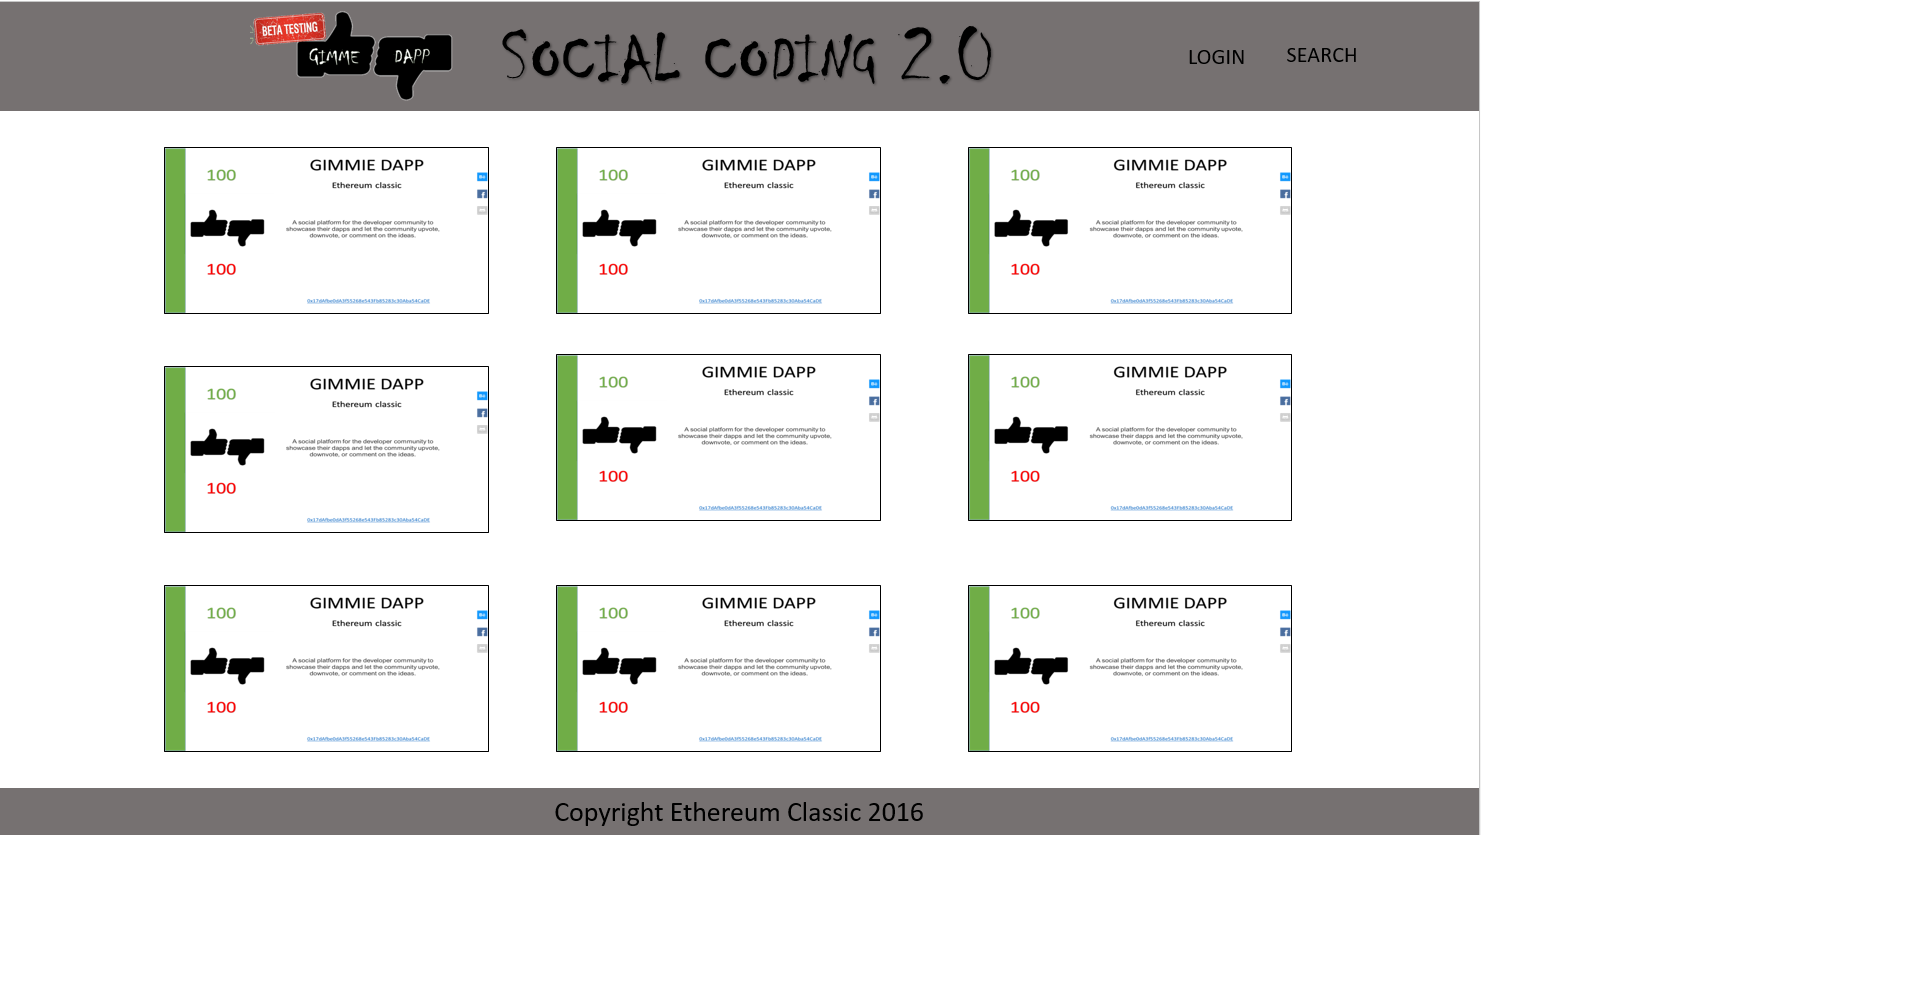 BETA TESTING
GIMME DAPP
SOCIAL CODING 2.0
LOGIN
SEARCH
100
GIMMIE DAPP
Ethereum classic
A social platform for the developer community to
showcase their dapps and let the community upvote,
downvote, or comment on the ideas.
100
100
GIMMIE DAPP
Ethereum classic
A social platform for the developer community to
showcase their dapps and let the community upvote,
downvote, or comment on the ideas.
100
100
GIMMIE DAPP
Ethereum classic
A social platform for the developer community to
showcase their dapps and let the community upvote,
downvote, or comment on the ideas.
100
100
GIMMIE DAPP
Ethereum classic
A social platform for the developer community to
showcase their dapps and let the community upvote,
downvote, or comment on the ideas.
100
100
GIMMIE DAPP
Ethereum classic
A social platform for the developer community to
showcase their dapps and let the community upvote,
downvote, or comment on the ideas.
100
100
GIMMIE DAPP
Ethereum classic
A social platform for the developer community to
showcase their dapps and let the community upvote,
downvote, or comment on the ideas.
100
100
GIMMIE DAPP
Ethereum classic
A social platform for the developer community to
showcase their dapps and let the community upvote,
downvote, or comment on the ideas.
100
100
GIMMIE DAPP
Ethereum classic
A social platform for the developer community to
showcase their dapps and let the community upvote,
downvote, or comment on the ideas.
100
100
GIMMIE DAPP
Ethereum classic
A social platform for the developer community to
showcase their dapps and let the community upvote,
downvote, or comment on the ideas.
100
Copyright Ethereum Classic 2016